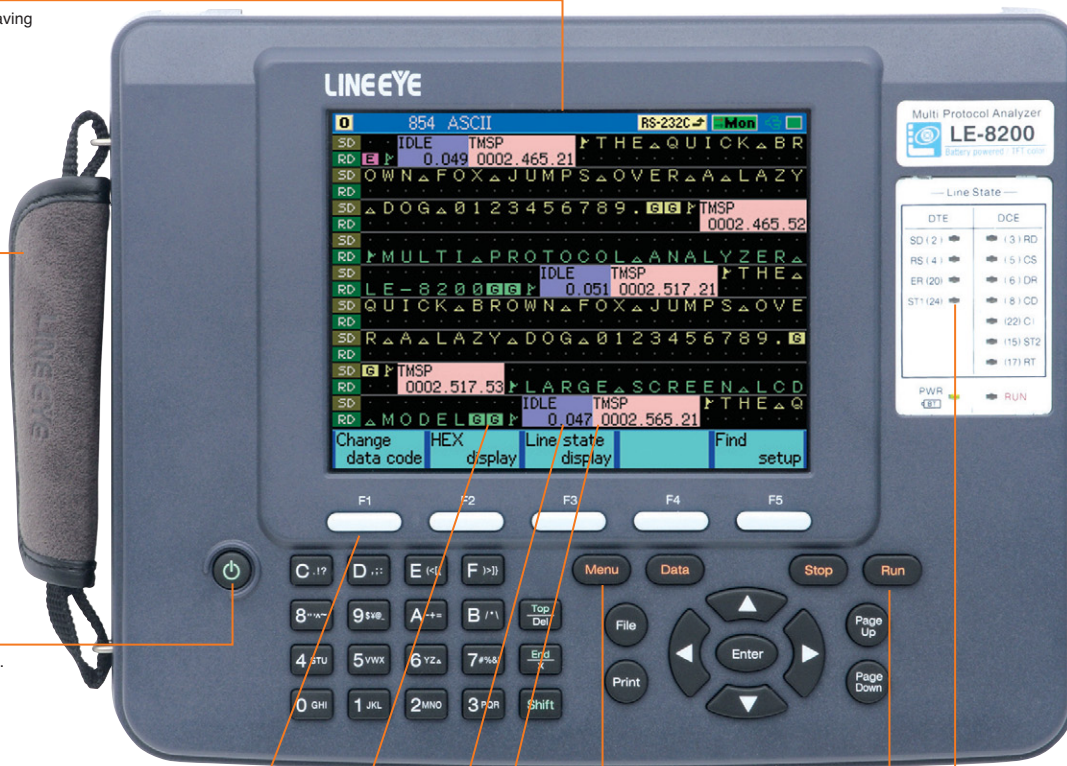 aving
LINEEYE
0 854 ASCII RS-232C Mon
SD IDLE TMSP THE▵QUICK▵BR
RD E 0.049 0002.465.21
SD OWN▵FOX▵JUMPS▵OVER▵A▵LAZY
RD
SD ▵DOG▵0123456789.GG TMSP
RD 0002.465.52
SD
RD MULTI▵PROTOCOL▵ANALYZER▵
SD IDLE TMSP THE▵
RD LE-8200GG 0.051 0002.517.21
SD QUICK▵BROWN▵FOX▵JUMPS▵OVE
RD
SD R▵A▵LAZY▵DOG▵0123456789.G
RD
SD G TMSP
RD 0002.517.53 LARGE▵SCREEN▵LCD
SD IDLE TMSP THE▵Q
RD ▵MODELGG 0.047 0002.565.21
Change HEX Line state Find
data code display display setup
F1 F2 F3 F4 F5
Multi Protocol Analyzer
LE-8200
Battery powered / TFT color
Line State
DTE DCE
SD (2) (3) RD
RS (4) (5) CS
ER (20) (6) DR
ST1 (24) (8) CD
(22) CI
(15) ST2
(17) RT
PWR RUN
LINEEYE
C .!? D .:; F )>]}
Menu Data Stop Run
8 9 $¥@_ A -+= B /*\ Top
Del
File Page
Up
4 STU 5 VWX 6 YZ▵ 7 #%& End
X
Enter
Print Page
Down
0 GHI 1 JKL 2 MNO 3 PQR Shift